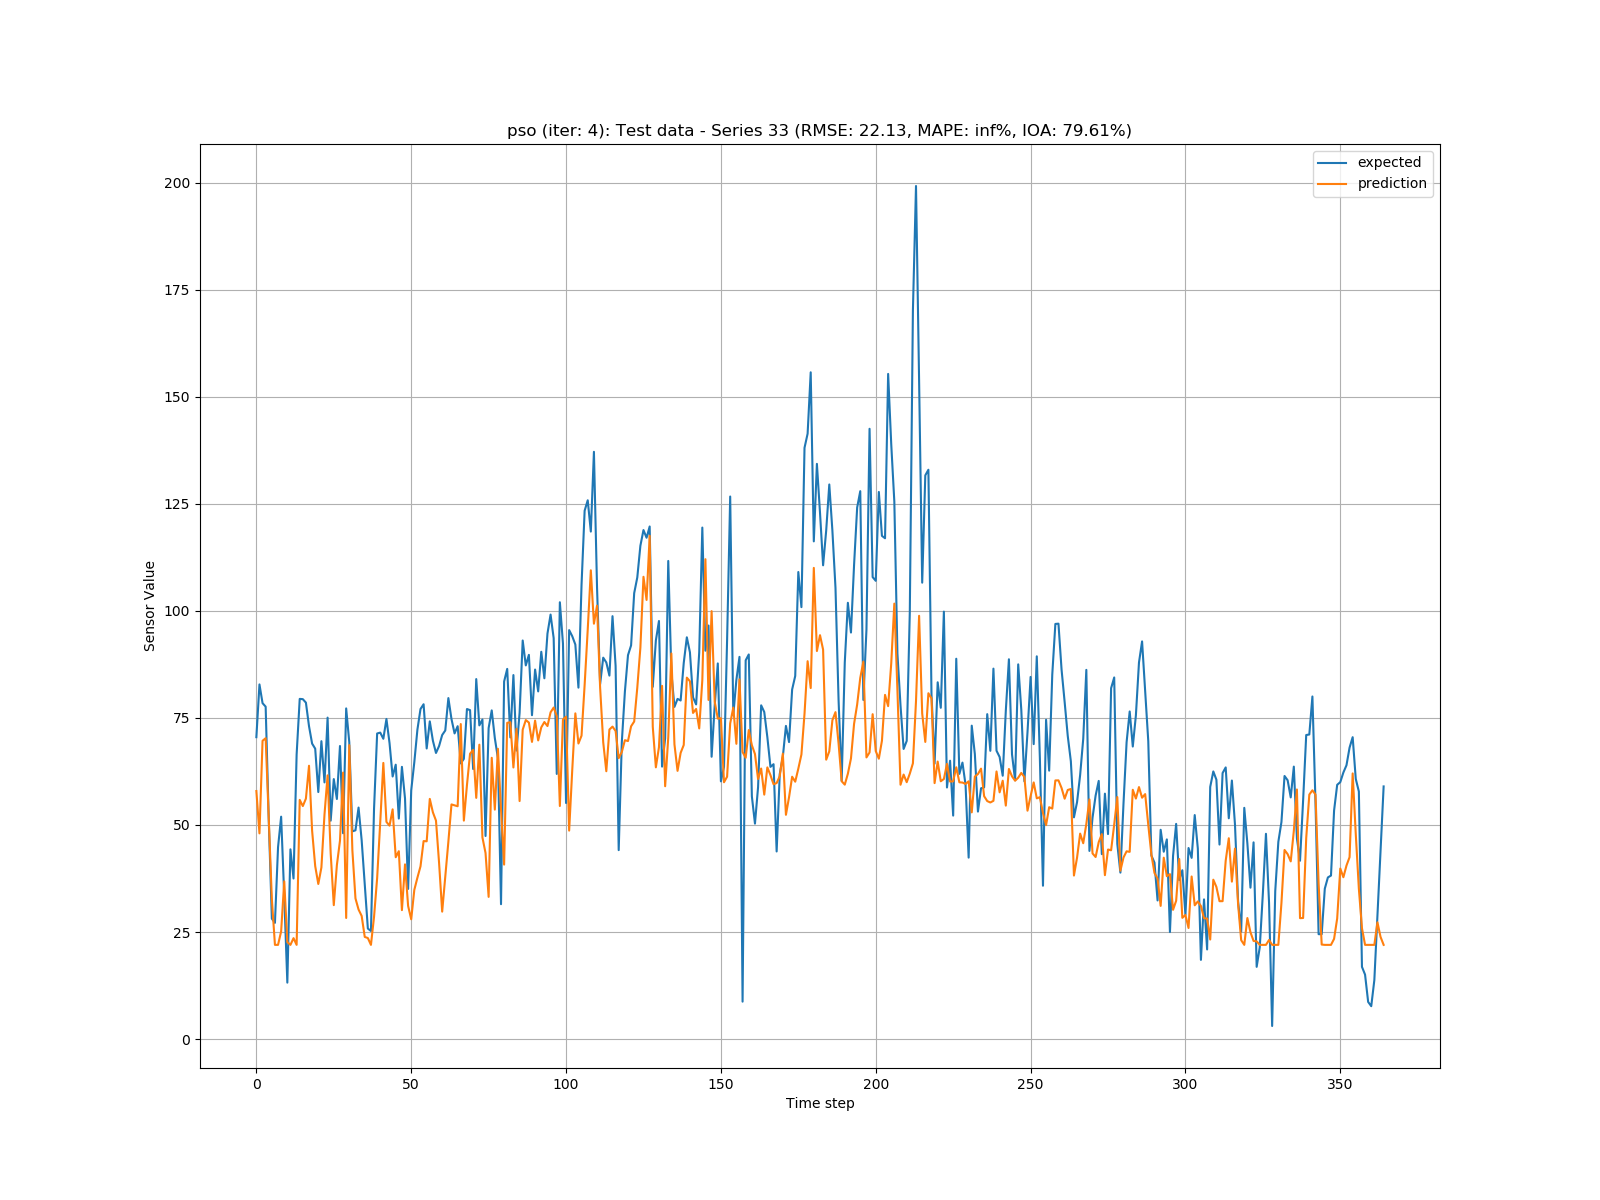 pso (iter: 4): Test data - Series 33 (RMSE: 22.13, MAPE: inf%, IOA: 79.61%)
expected
prediction
200
175
150
125
100
75
50
25
0
Sensor Value
0 50 100 150 200 250 300 350
Time step